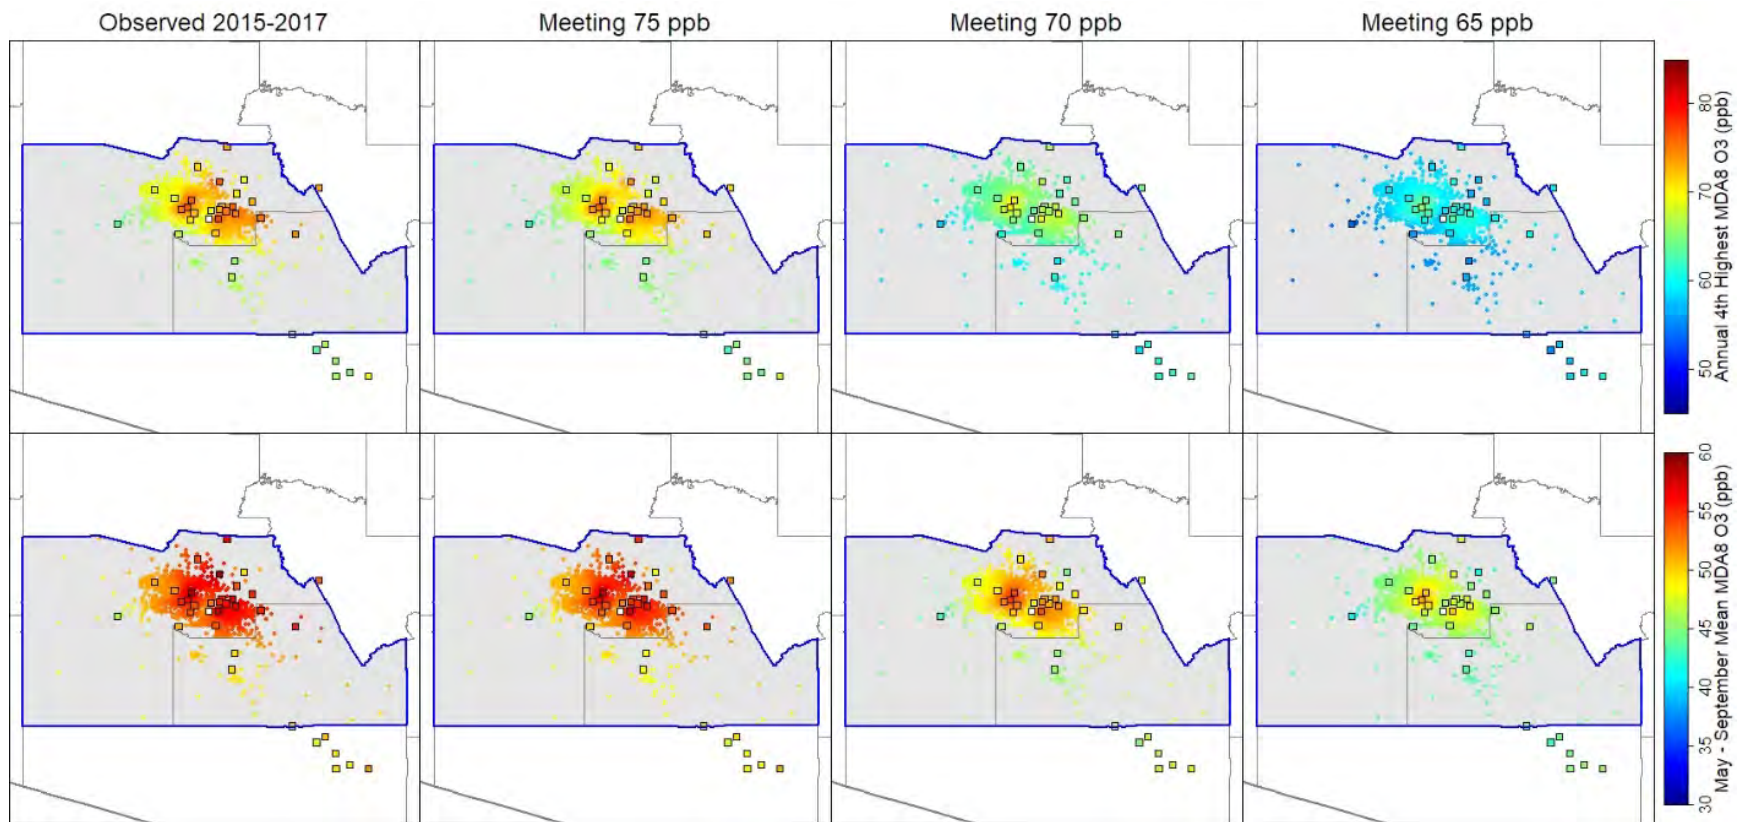 Observed 2015-2017
Meeting 75 ppb
Meeting 70 ppb
Meeting 65 ppb
80
70
60
50
Annual 4th Highest MDA8 O3 (ppb)
60
55
50
45
40
35
30
May - September Mean MDA8 O3 (ppb)